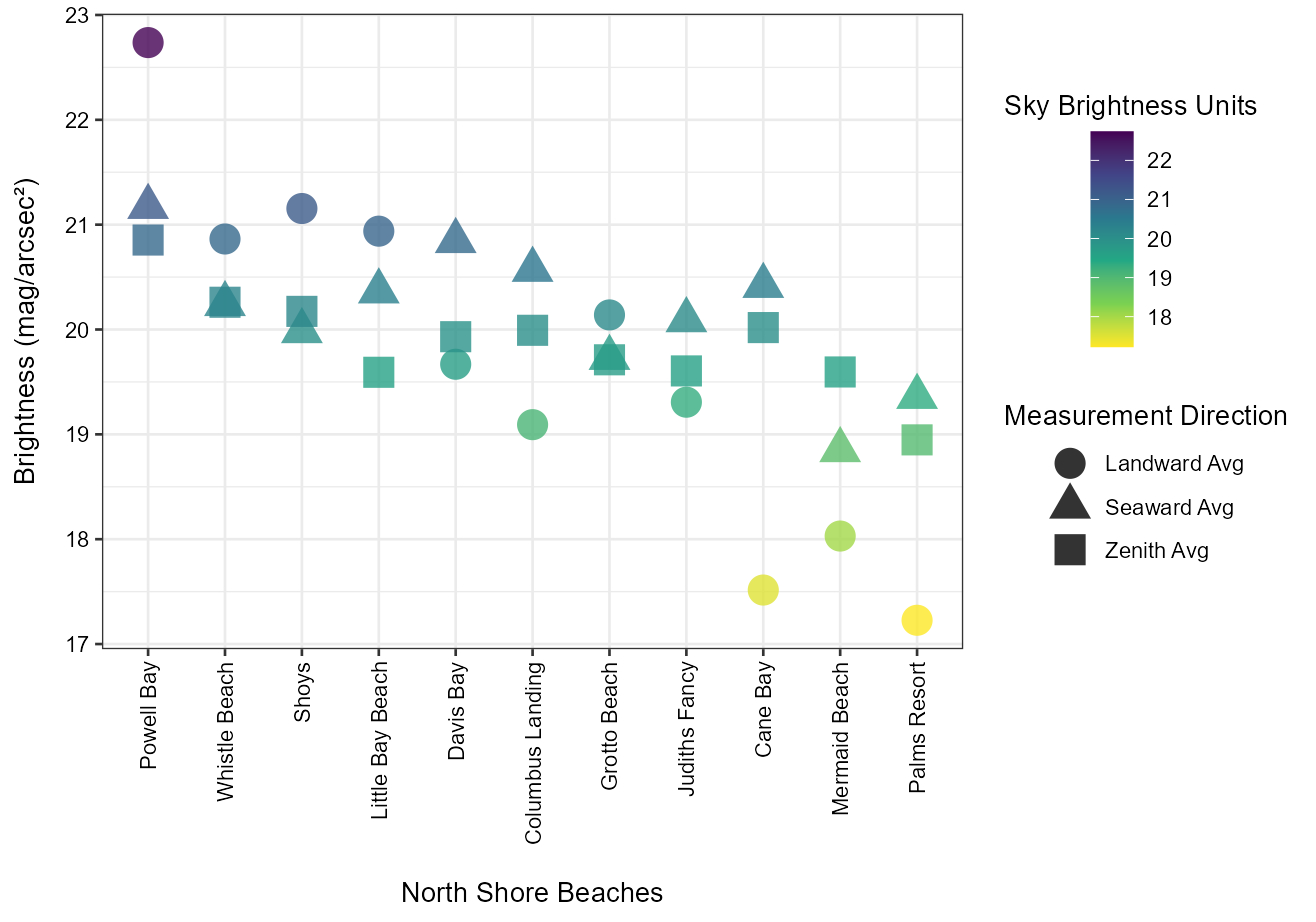 23
22
21
20
19
18
17
Brightness (mag/arcsec²)
Powell Bay
Whistle Beach
Shoys
Little Bay Beach
Davis Bay
Columbus Landing
Grotto Beach
Judiths Fancy
Cane Bay
Mermaid Beach
Palms Resort
North Shore Beaches
Sky Brightness Units
22
21
20
19
18
Measurement Direction
Landward Avg
Seaward Avg
Zenith Avg